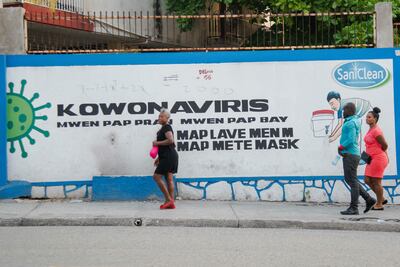 SaniClean
KOWONAVIRIS
MWEN PAP PRAN MWEN PAP BAY
MAP LAVE MEN M
MAP METE MASK